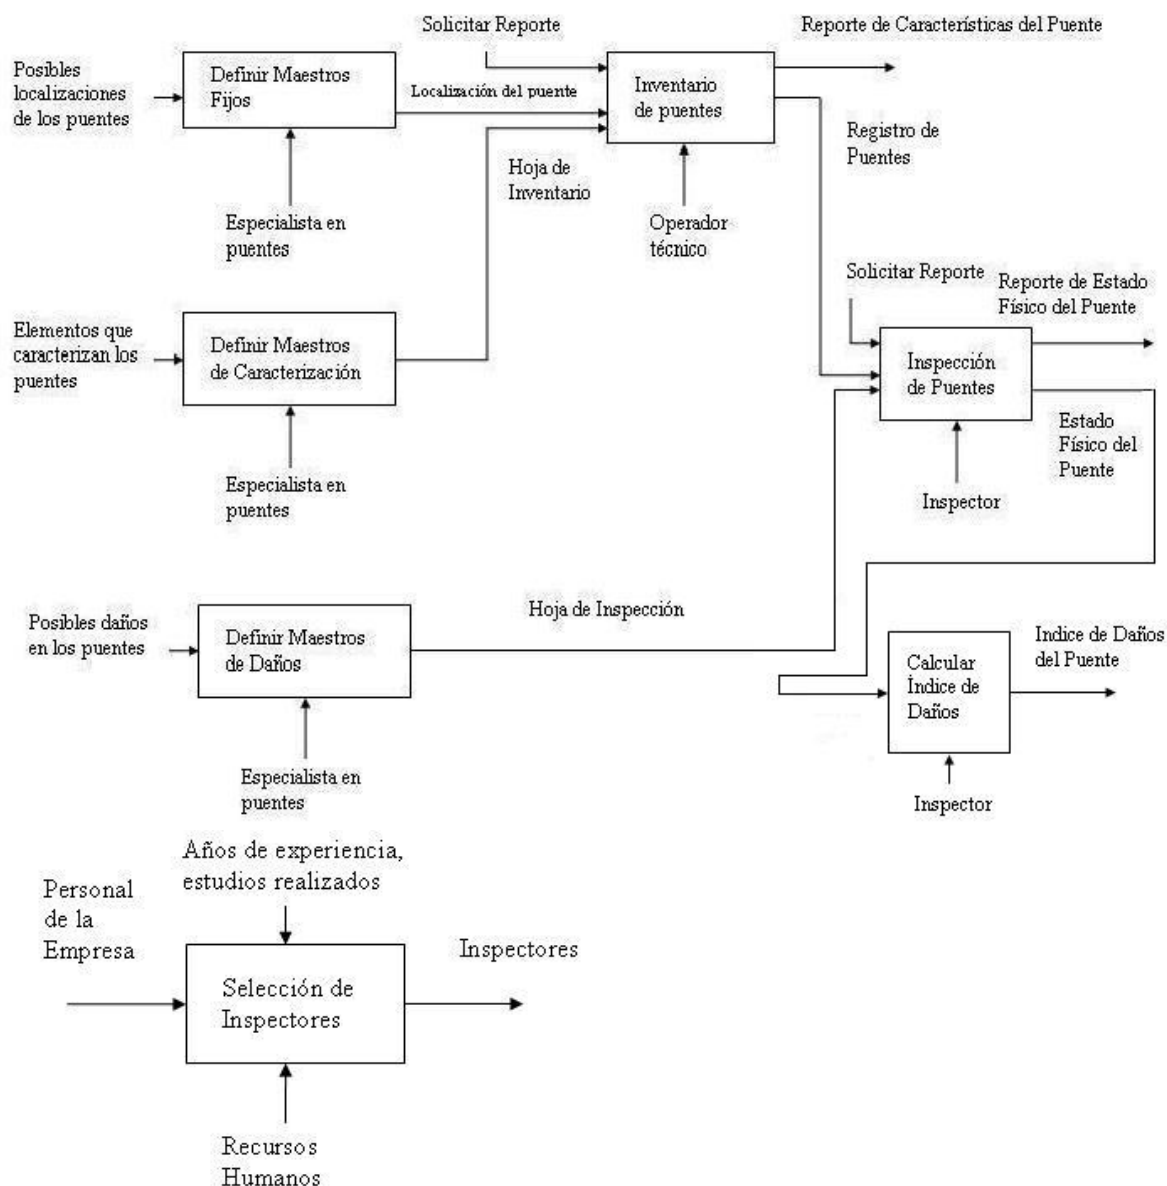 Solicitar Reporte
Reporte de Características del Puente
Posibles
localizaciones
de los puentes
Definir Maestros
Fijos
Localización del puente
Inventario
de puentes
Registro de
Puentes
Hoja de
Inventario
Especialista en
puentes
Operador
técnico
Solicitar Reporte
Reporte de Estado
Físico del Puente
Elementos que
caracterizan los
puentes
Definir Maestros
de Caracterización
Inspección
de Puentes
Estado
Físico del
Puente
Especialista en
puentes
Inspector
Posibles daños
en los puentes
Definir Maestros
de Daños
Hoja de Inspección
Calcular
Índice de
Daños
Indice de Daños
del Puente
Especialista en
puentes
Inspector
Años de experiencia,
estudios realizados
Personal
de la
Empresa
Selección de
Inspectores
Inspectores
Recursos
Humanos